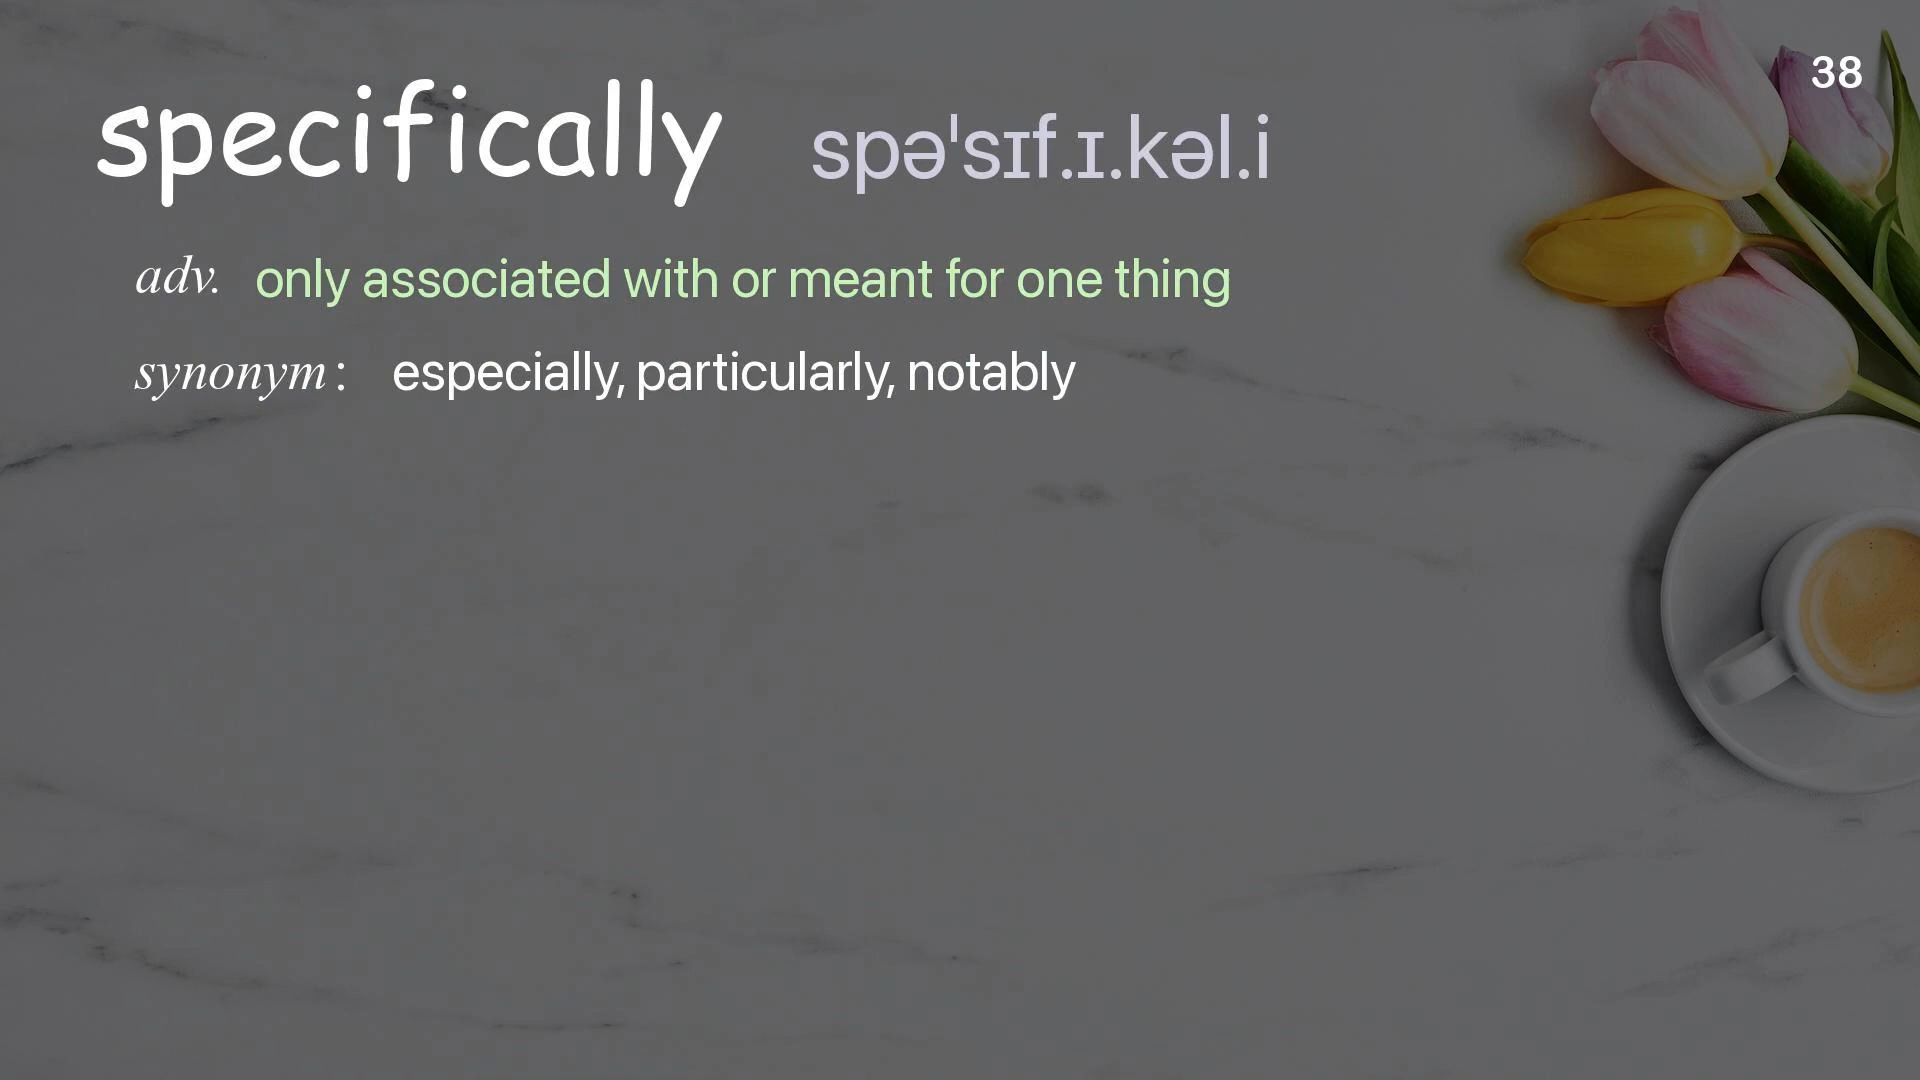 38
specifically spəˈsɪf.ɪ.kəl.i
adv. only associated with or meant for one thing
synonym : especially, particularly, notably